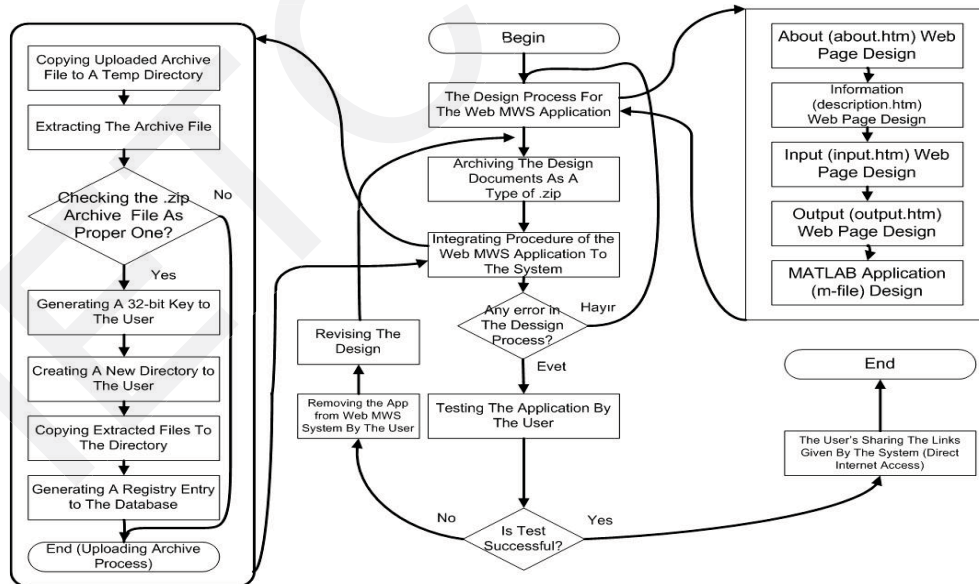 Copying Uploaded Archive
File to A Temp Directory
Extracting The Archive File
Checking the .zip
Archive File As
Proper One?
No
Yes
Generating A 32-bit Key to
The User
Creating A New Directory to
The User
Copying Extracted Files To
The Directory
Generating A Registry Entry
to The Database
End (Uploading Archive
Process)
Begin
The Design Process For
The Web MWS Application
Archiving The Design
Documents As A
Type of .zip
Integrating Procedure of the
Web MWS Application To
The System
Any error in
The Dessign
Process?
Hayır
Evet
Revising The
Design
Removing the App
from Web MWS
System By The User
Testing The Application By
The User
No
Is Test
Successful?
Yes
About (about.htm) Web
Page Design
Information
(description.htm)
Web Page Design
Input (input.htm) Web
Page Design
Output (output.htm)
Web Page Design
MATLAB Application
(m-file) Design
End
The User's Sharing The Links
Given By The System (Direct
Internet Access)